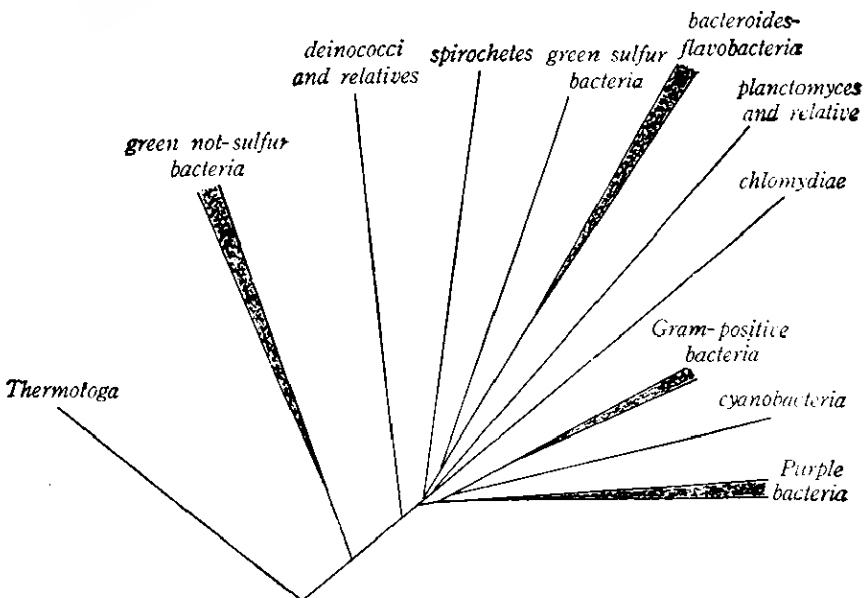 bacteroides-
flavobacteria
deinococci
and relatives
spirochetes
green sulfur
bacteria
planctomyces
and relative
green not-sulfur
bacteria
chlomydiae
Gram-positive
bacteria
Thermotoga
cyanobacteria
Purple
bacteria